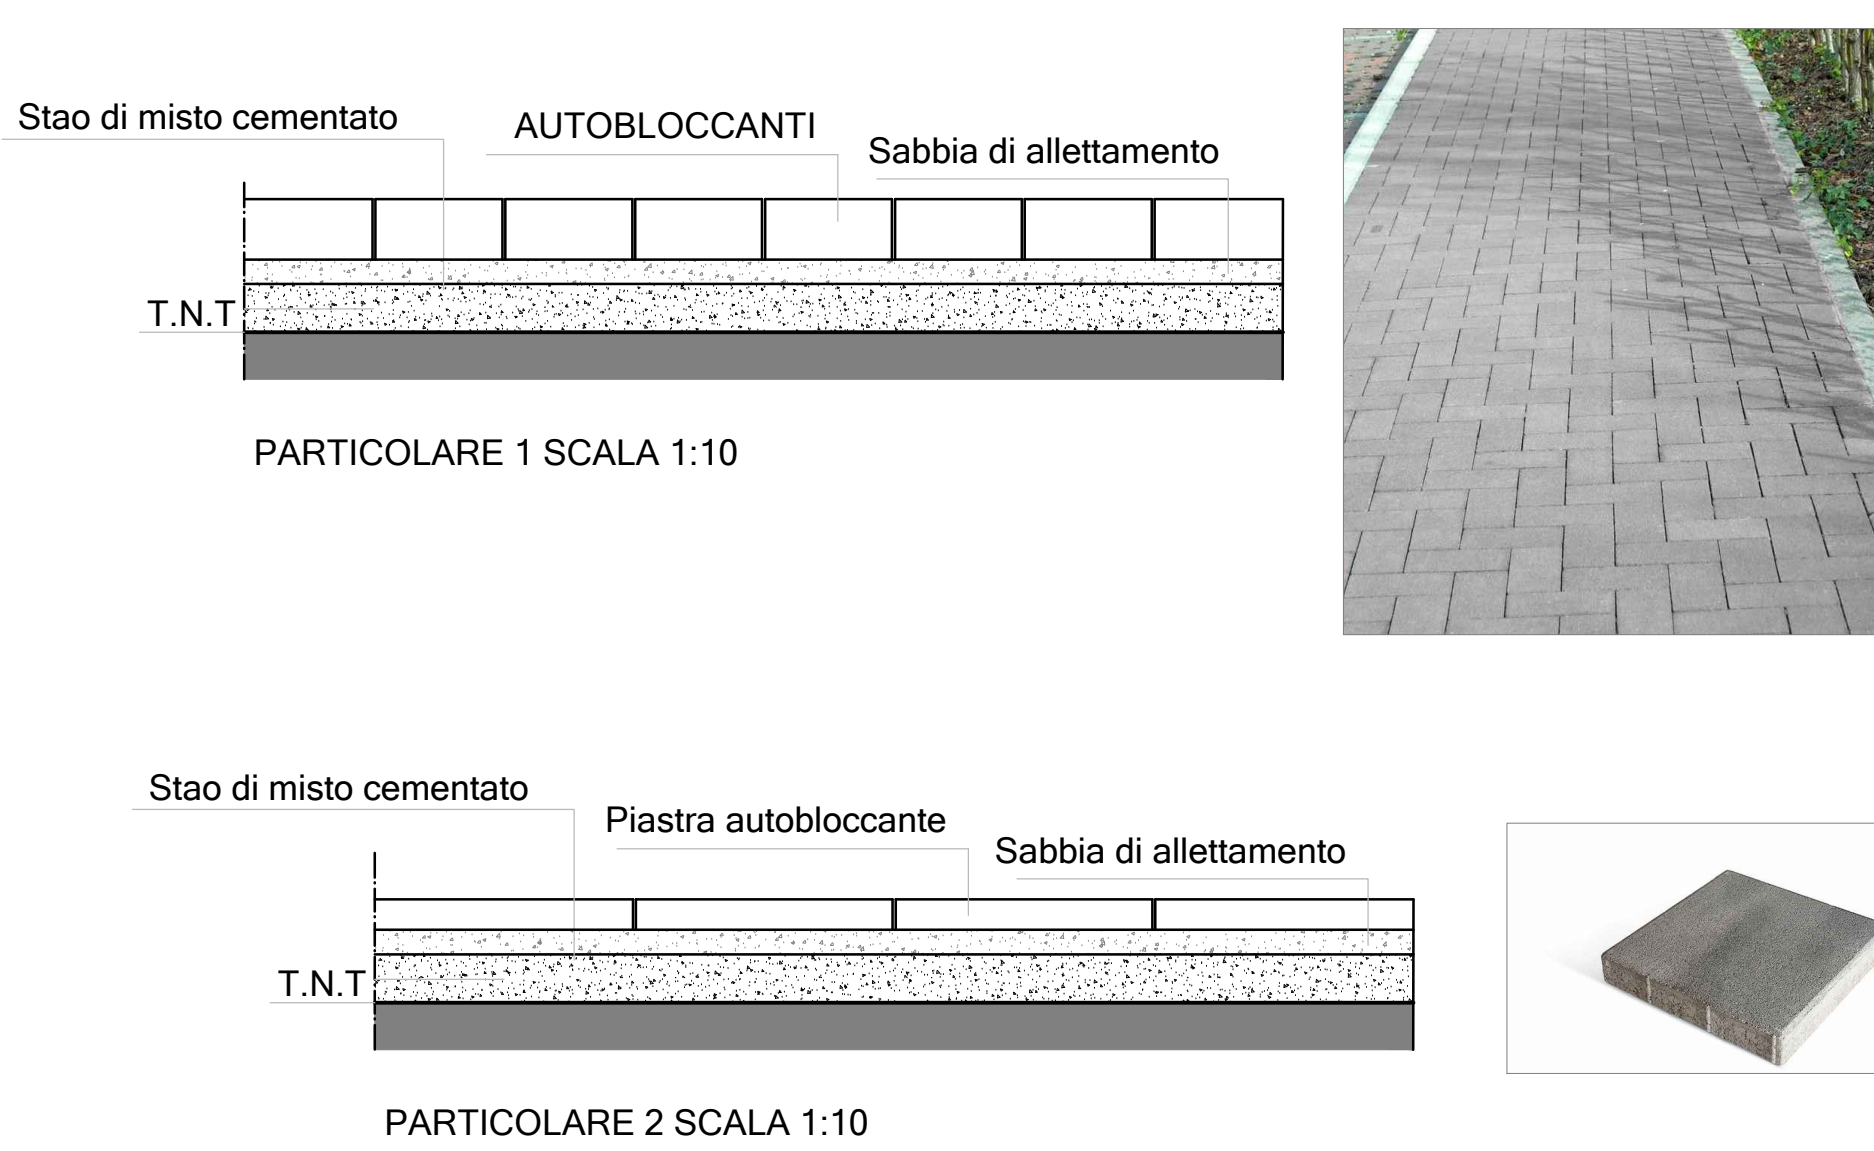 Stao di misto cementato
AUTOBLOCCANTI
Sabbia di allettamento
T.N.T
PARTICOLARE 1 SCALA 1:10
Stao di misto cementato
Piastra autobloccante
Sabbia di allettamento
T.N.T
PARTICOLARE 2 SCALA 1:10